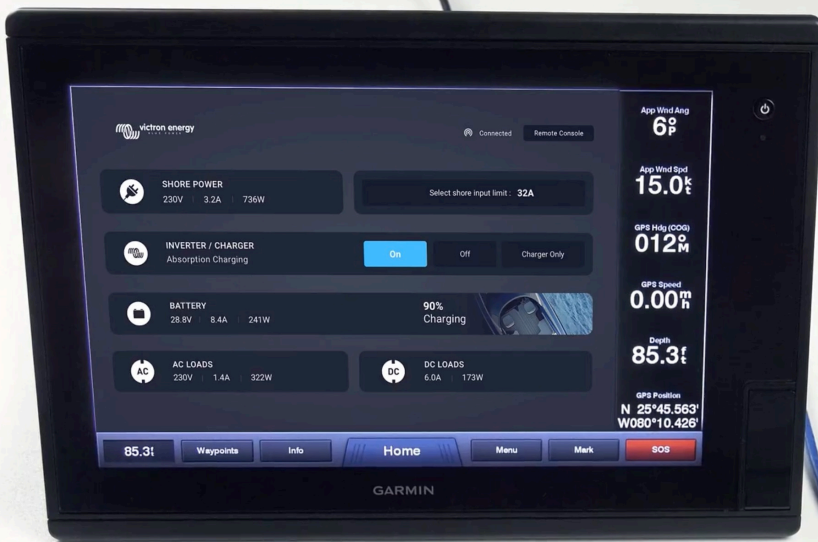 victron energy
BLUE POWER
Connected
Remote Console
SHORE POWER
230V 3.2A 736W
Select shore input limit : 32A
INVERTER / CHARGER
Absorption Charging
On
Off
Charger Only
BATTERY
28.8V 8.4A 241W
90%
Charging
AC
AC LOADS
230V 1.4A 322W
DC
DC LOADS
6.0A 173W
App Wnd Ang
6°P
App Wnd Spd
15.0kt
GPS Hdg (COG)
012°M
GPS Speed
0.00mh
Depth
85.3ft
GPS Position
N 25°45.563'
W080°10.426'
85.3ft
Waypoints
Info
Home
Menu
Mark
SOS
GARMIN